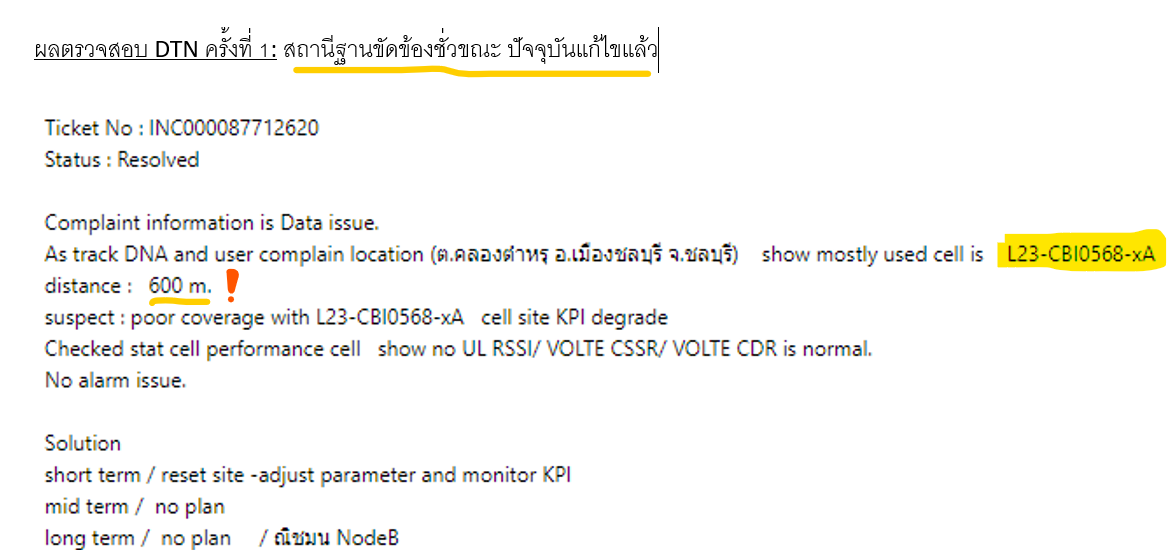 ผลตรวจสอบ DTN ครั้งที่ 1: สถานีฐานขัดข้องชั่วขณะ ปัจจุบันแก้ไขแล้ว
Ticket No : INC000087712620
Status : Resolved
Complaint information is Data issue.
As track DNA and user complain location (ต.คลองตำหรุ อ.เมืองชลบุรี จ.ชลบุรี) show mostly used cell is L23-CBI0568-xA
distance : 600 m. !
suspect : poor coverage with L23-CBI0568-xA cell site KPI degrade
Checked stat cell performance cell show no UL RSSI/ VOLTE CSSR/ VOLTE CDR is normal.
No alarm issue.
Solution
short term / reset site -adjust parameter and monitor KPI
mid term / no plan
long term / no plan / ณิชมน NodeB